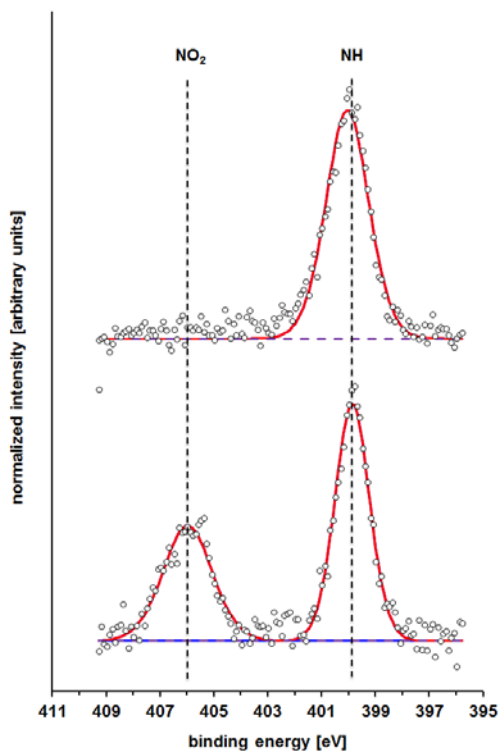 NO₂ NH
normalized intensity [arbitrary units]
411 409 407 405 403 401 399 397 395
binding energy [eV]